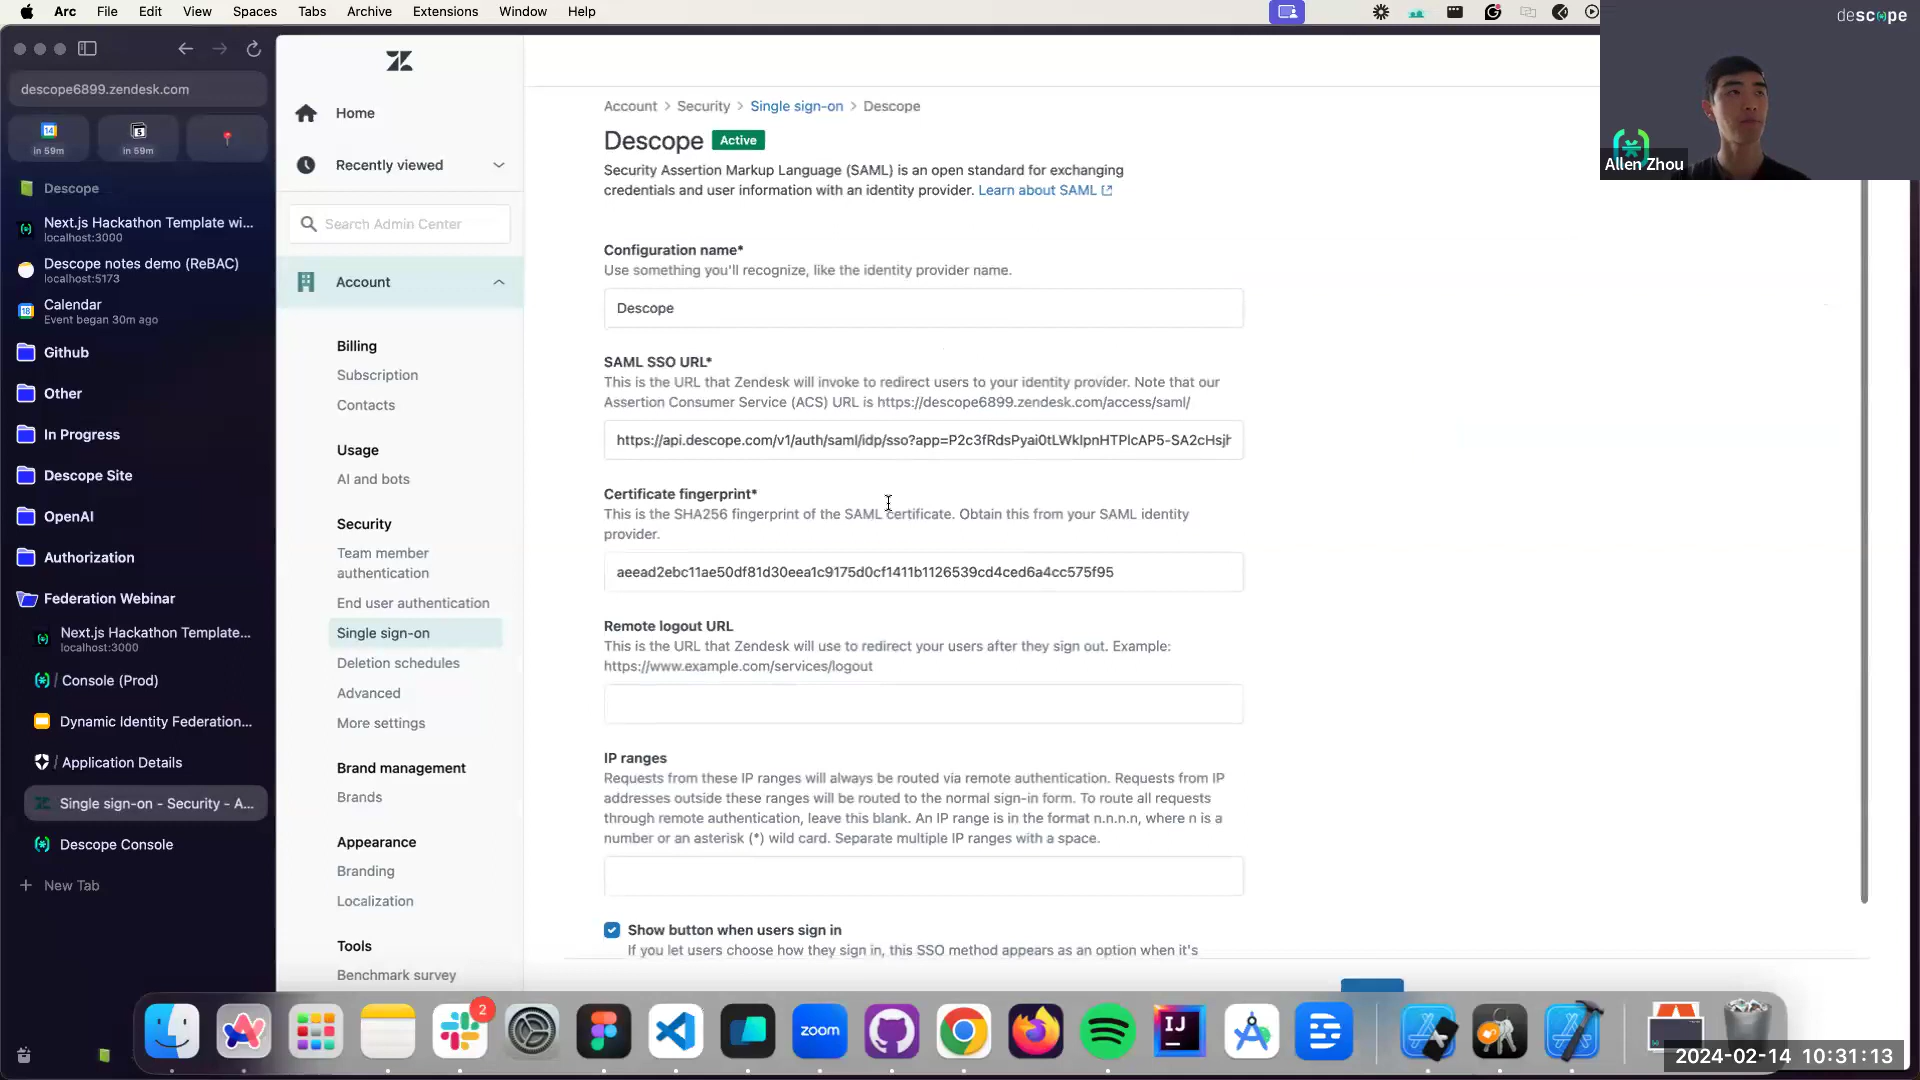 Arc File Edit View Spaces Tabs Archive Extensions Window Help
descope
Allen Zhou
descope6899.zendesk.com
14
in 59m
in 59m
Descope
Next.js Hackathon Template wi...
localhost:3000
Descope notes demo (ReBAC)
localhost:5173
18
Calendar
Event began 30m ago
Github
Other
In Progress
Descope Site
OpenAI
Authorization
Federation Webinar
Next.js Hackathon Template...
localhost:3000
/ Console (Prod)
Dynamic Identity Federation...
/ Application Details
Single sign-on - Security - A...
Descope Console
+ New Tab
Home
Recently viewed
Search Admin Center
Account
Billing
Subscription
Contacts
Usage
AI and bots
Security
Team member
authentication
End user authentication
Single sign-on
Deletion schedules
Advanced
More settings
Brand management
Brands
Appearance
Branding
Localization
Tools
Benchmark survey
Account > Security > Single sign-on > Descope
Descope Active
Security Assertion Markup Language (SAML) is an open standard for exchanging
credentials and user information with an identity provider. Learn about SAML
Configuration name*
Use something you'll recognize, like the identity provider name.
Descope
SAML SSO URL*
This is the URL that Zendesk will invoke to redirect users to your identity provider. Note that our
Assertion Consumer Service (ACS) URL is https://descope6899.zendesk.com/access/saml/
https://api.descope.com/v1/auth/saml/idp/sso?app=P2c3fRdsPyai0tLWklpnHTPlcAP5-SA2cHsjh
Certificate fingerprint*
This is the SHA256 fingerprint of the SAML certificate. Obtain this from your SAML identity
provider.
aeead2ebc11ae50df81d30eea1c9175d0cf1411b1126539cd4ced6a4cc575f95
Remote logout URL
This is the URL that Zendesk will use to redirect your users after they sign out. Example:
https://www.example.com/services/logout
IP ranges
Requests from these IP ranges will always be routed via remote authentication. Requests from IP
addresses outside these ranges will be routed to the normal sign-in form. To route all requests
through remote authentication, leave this blank. An IP range is in the format n.n.n.n, where n is a
number or an asterisk (*) wild card. Separate multiple IP ranges with a space.
Show button when users sign in
If you let users choose how they sign in, this SSO method appears as an option when it's
2
zoom
IJ
2024-02-14 10:31:13